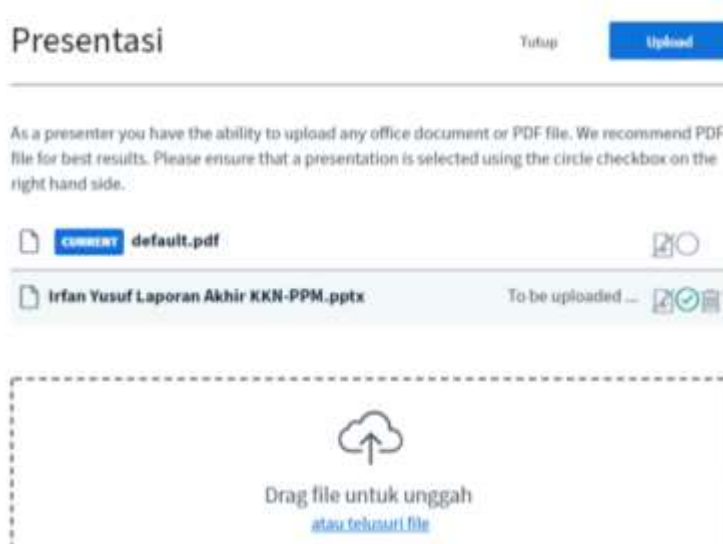 Presentasi
Tutup
Upload
As a presenter you have the ability to upload any office document or PDF file. We recommend PDF
file for best results. Please ensure that a presentation is selected using the circle checkbox on the
right hand side.
CURRENT default.pdf
Irfan Yusuf Laporan Akhir KKN-PPM.pptx To be uploaded ...
Drag file untuk unggah
atau telusuri file